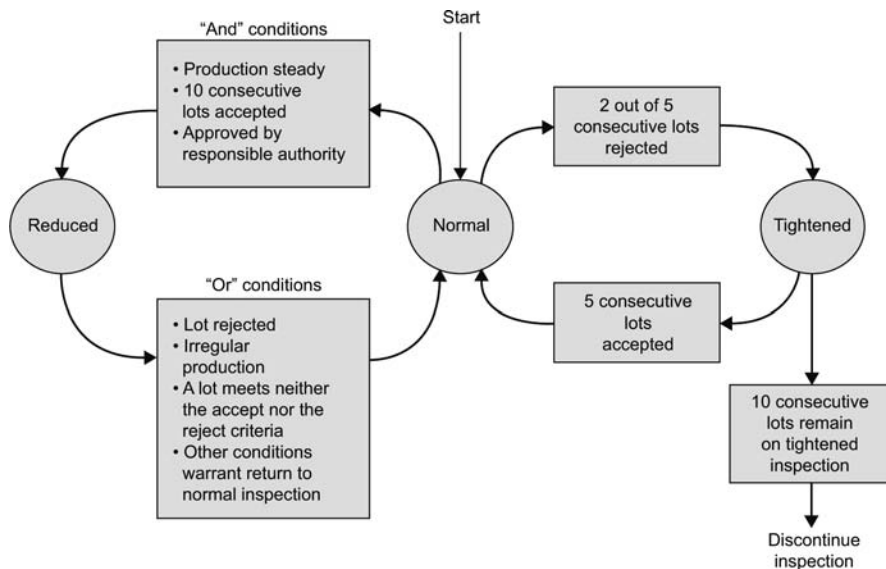 Start
“And” conditions
• Production steady
• 10 consecutive
lots accepted
• Approved by
responsible authority
2 out of 5
consecutive lots
rejected
Reduced
Normal
Tightened
“Or” conditions
• Lot rejected
• Irregular
production
• A lot meets neither
the accept nor the
reject criteria
• Other conditions
warrant return to
normal inspection
5 consecutive
lots
accepted
10 consecutive
lots remain
on tightened
inspection
Discontinue
inspection